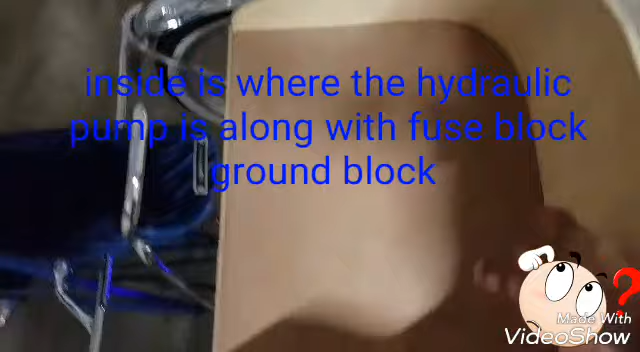 inside is where the hydraulic
pump is along with fuse block
ground block
Made With
VideoShow